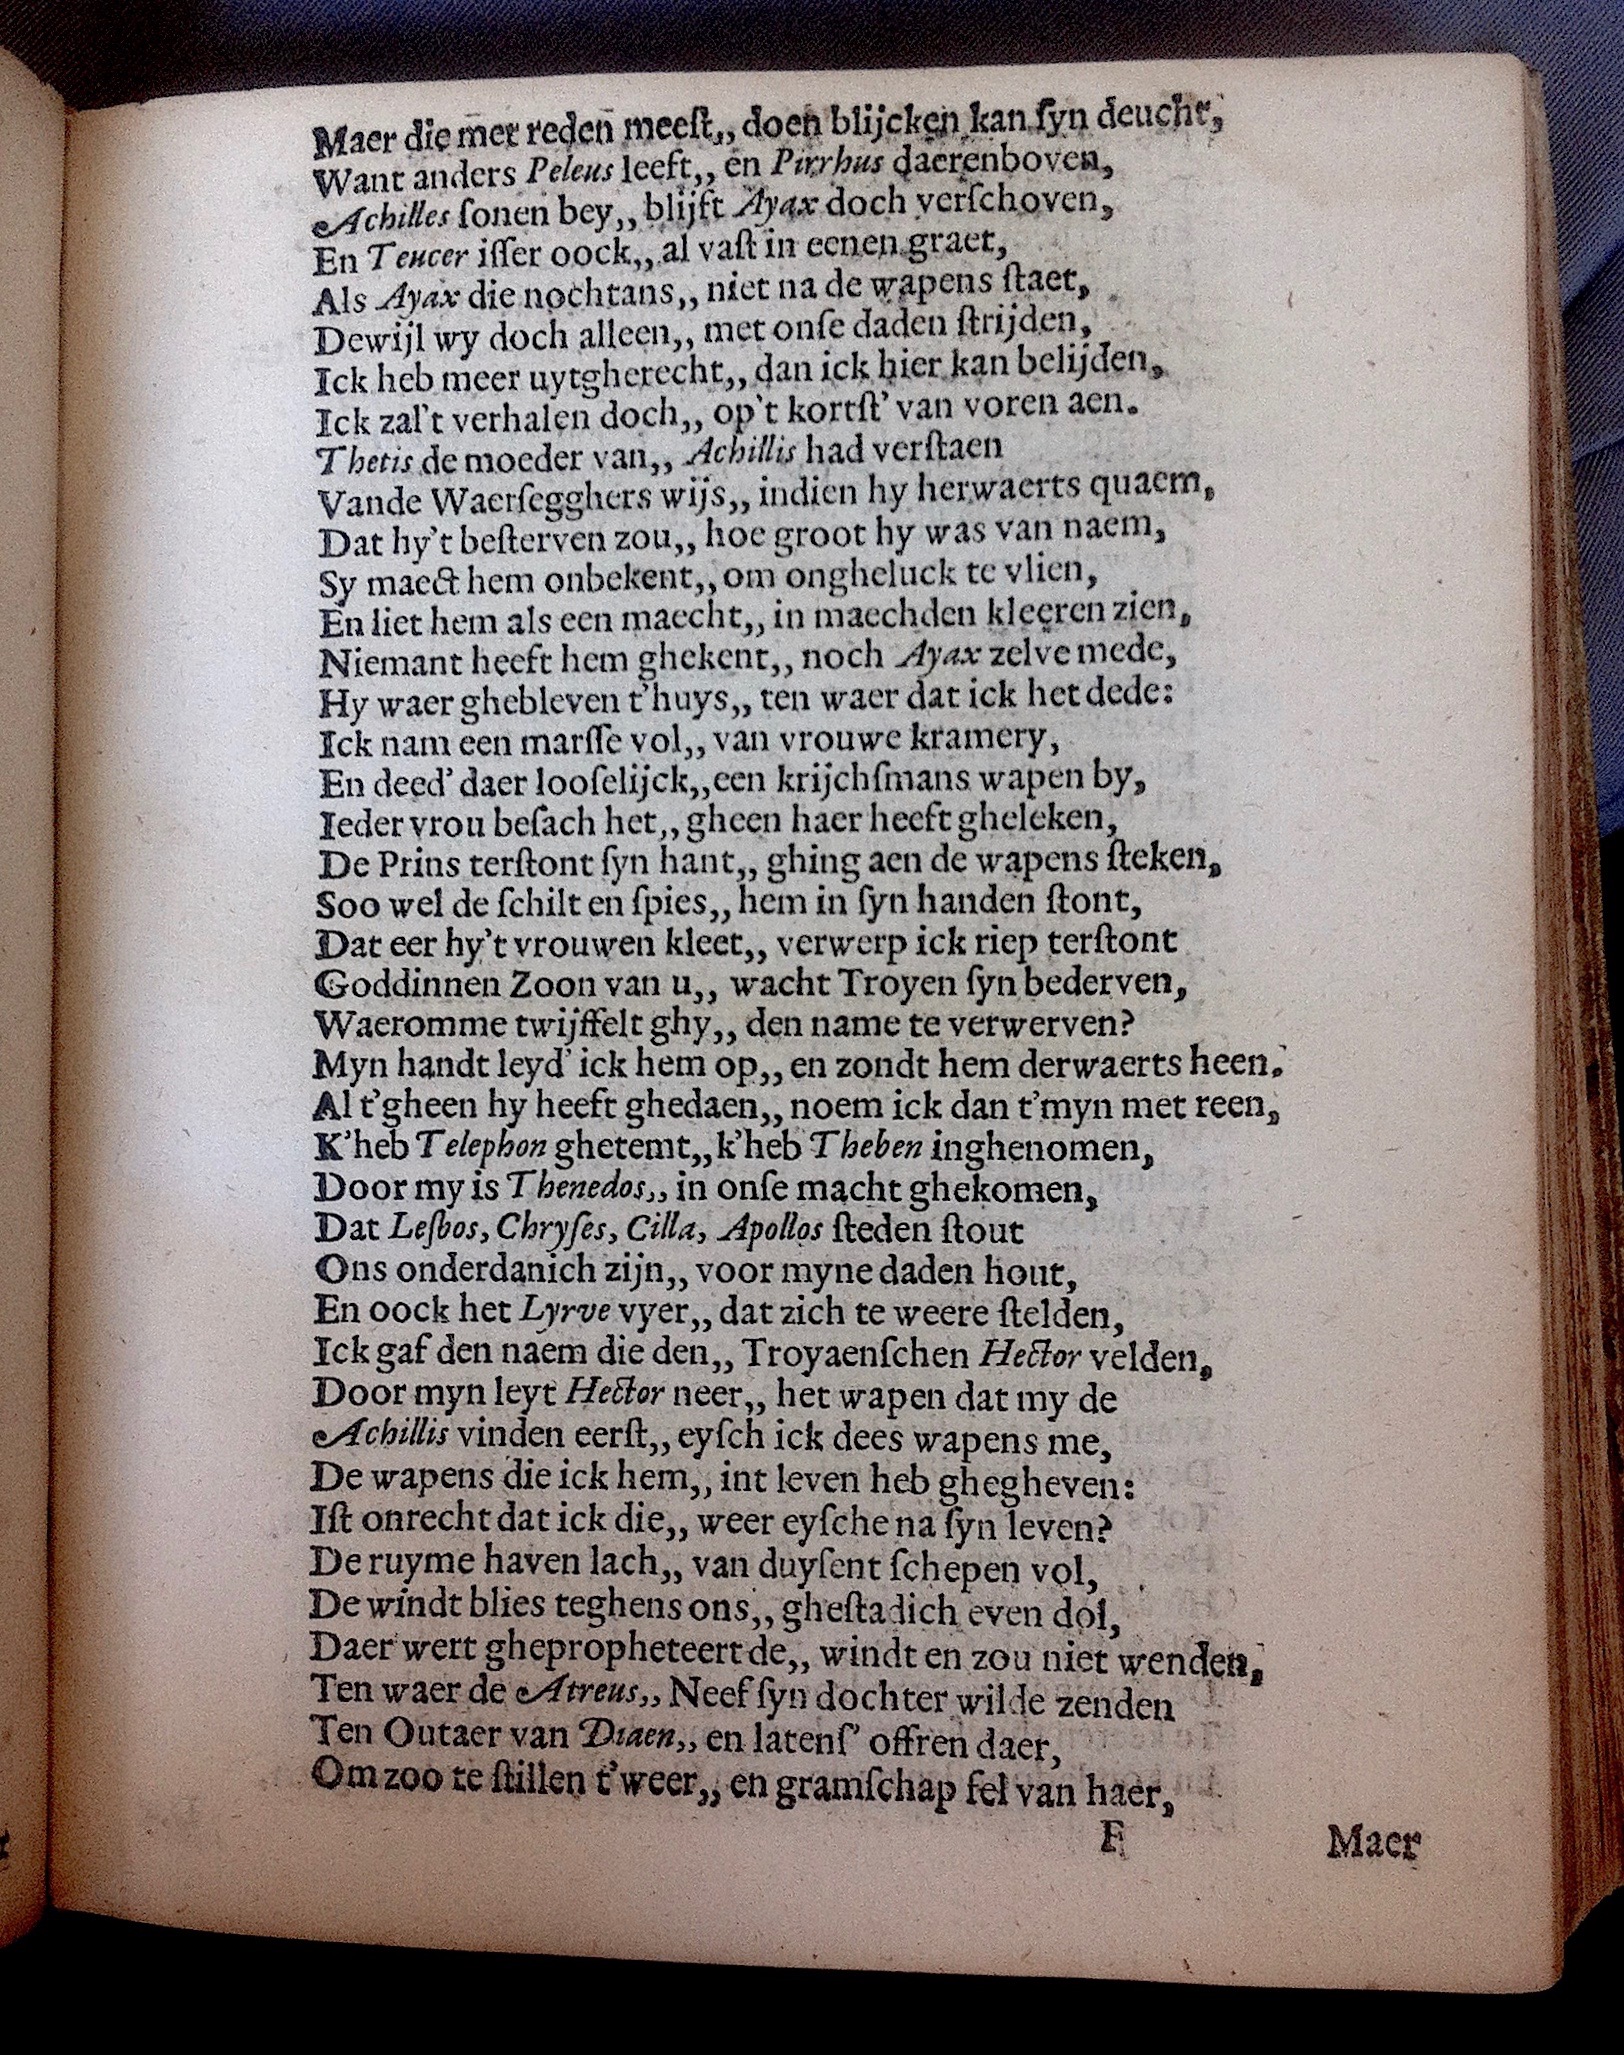 Maer die met reden meeſt,, doen blijcken kan ſyn deucht,
Want anders Peleus leeft,, en Pirrhus daerenboven,
Achilles ſonen bey,, blijft Ayax doch verſchoven,
En Teucer iſſer oock,, al vaſt in eenen graet,
Als Ayax die nochtans,, niet na de wapens ſtaet,
Dewijl wy doch alleen,, met onſe daden ſtrijden,
Ick heb meer uytgherecht,, dan ick hier kan belijden,
Ick zal't verhalen doch,, op't kortſt' van voren aen.
Thetis de moeder van,, Achillis had verſtaen
Vande Waerſegghers wijs,, indien hy herwaerts quaem,
Dat hy't beſterven zou,, hoe groot hy was van naem,
Sy maect hem onbekent,, om ongheluck te vlien,
En liet hem als een maecht,, in maechden kleeren zien,
Niemant heeft hem ghekent,, noch Ayax zelve mede,
Hy waer ghebleven t'huys,, ten waer dat ick het dede:
Ick nam een marſſe vol,, van vrouwe kramery,
En deed' daer looſelijck,, een krijchſmans wapen by,
Ieder vrou beſach het,, gheen haer heeft gheleken,
De Prins terſtont ſyn hant,, ghing aen de wapens ſteken,
Soo wel de ſchilt en ſpies,, hem in ſyn handen ſtont,
Dat eer hy't vrouwen kleet,, verwerp ick riep terſtont
Goddinnen Zoon van u,, wacht Troyen ſyn bederven,
Waeromme twijffelt ghy,, den name te verwerven?
Myn handt leyd' ick hem op,, en zondt hem derwaerts heen.
Al t'gheen hy heeft ghedaen,, noem ick dan t'myn met reen,
K'heb Telephon ghetemt,, k'heb Theben inghenomen,
Door my is Thenedos,, in onſe macht ghekomen,
Dat Leſbos, Chryſes, Cilla, Apollos ſteden ſtout
Ons onderdanich zijn,, voor myne daden hout,
En oock het Lyrve vyer,, dat zich te weere ſtelden,
Ick gaf den naem die den,, Troyaenſchen Hector velden,
Door myn leyt Hector neer,, het wapen dat my de
Achillis vinden eerſt,, eyſch ick dees wapens me,
De wapens die ick hem,, int leven heb ghegheven:
Iſt onrecht dat ick die,, weer eyſche na ſyn leven?
De ruyme haven lach,, van duyſent ſchepen vol,
De windt blies teghens ons,, gheſtadich even dol,
Daer wert ghepropheteert de,, windt en zou niet wenden,
Ten waer de Atreus,, Neef ſyn dochter wilde zenden
Ten Outaer van Diaen,, en latenſ' offren daer,
Om zoo te ſtillen t'weer,, en gramſchap fel van haer,
F Maer